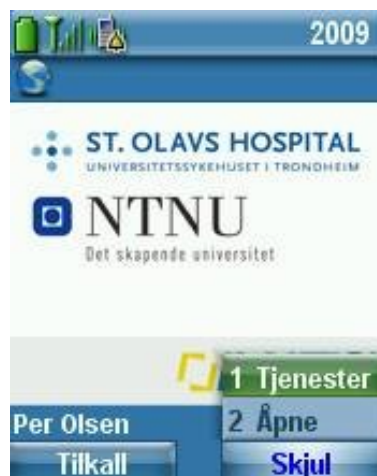 2009
ST. OLAVS HOSPITAL
UNIVERSITETSSYKEHUSET I TRONDHEIM
NTNU
Det skapende universitet
1 Tjenester
2 Åpne
Per Olsen
Tilkall
Skjul